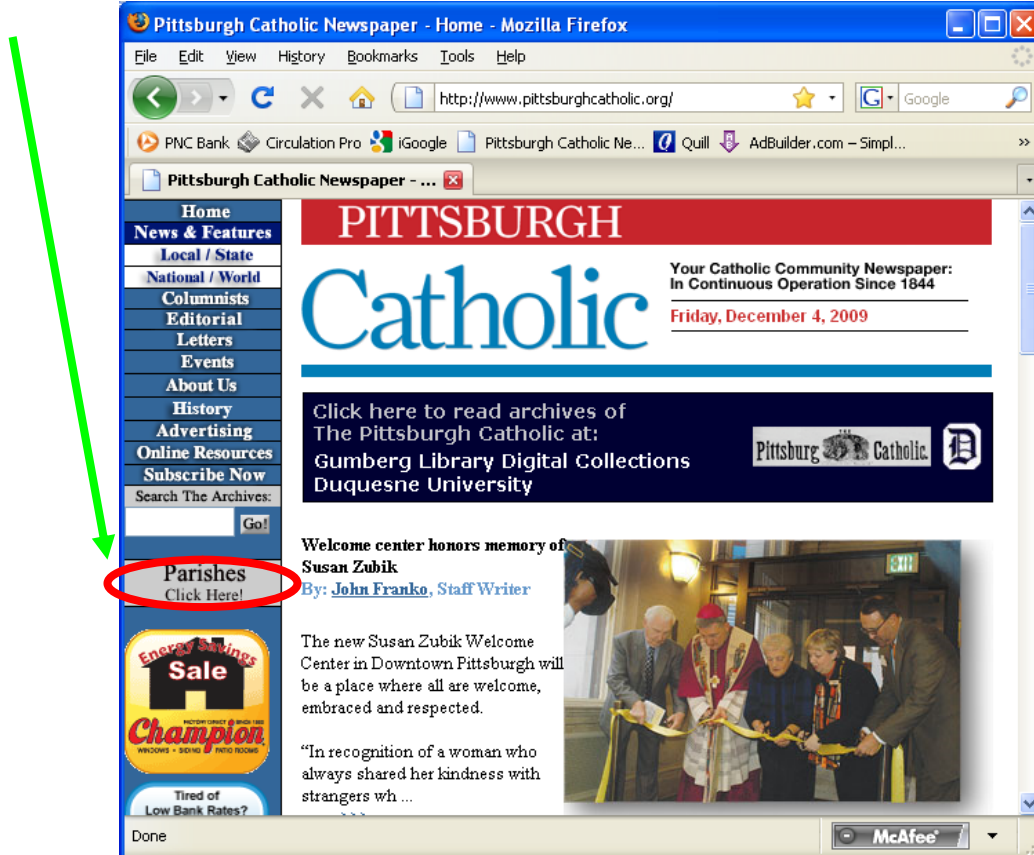 Pittsburgh Catholic Newspaper - Home - Mozilla Firefox
File Edit View History Bookmarks Tools Help
http://www.pittsburghcatholic.org/
G Google
PNC Bank Circulation Pro iGoogle Pittsburgh Catholic Ne... Q Quill AdBuilder.com – Simpl... »
Pittsburgh Catholic Newspaper - ...
Home
News & Features
Local / State
National / World
Columnists
Editorial
Letters
Events
About Us
History
Advertising
Online Resources
Subscribe Now
Search The Archives:
Go!
Parishes
Click Here!
Energy Savings
Sale
Champion
WINDOWS • SIDING PATIO ROOMS
Tired of
Low Bank Rates?
PITTSBURGH
Catholic
Your Catholic Community Newspaper:
In Continuous Operation Since 1844
Friday, December 4, 2009
Click here to read archives of
The Pittsburgh Catholic at:
Gumberg Library Digital Collections
Duquesne University
Pittsburg THE Catholic.
D
Welcome center honors memory of
Susan Zubik
By: John Franko, Staff Writer
The new Susan Zubik Welcome
Center in Downtown Pittsburgh will
be a place where all are welcome,
embraced and respected.
“In recognition of a woman who
always shared her kindness with
strangers wh ...
>>>
EXIT
Done
McAfee